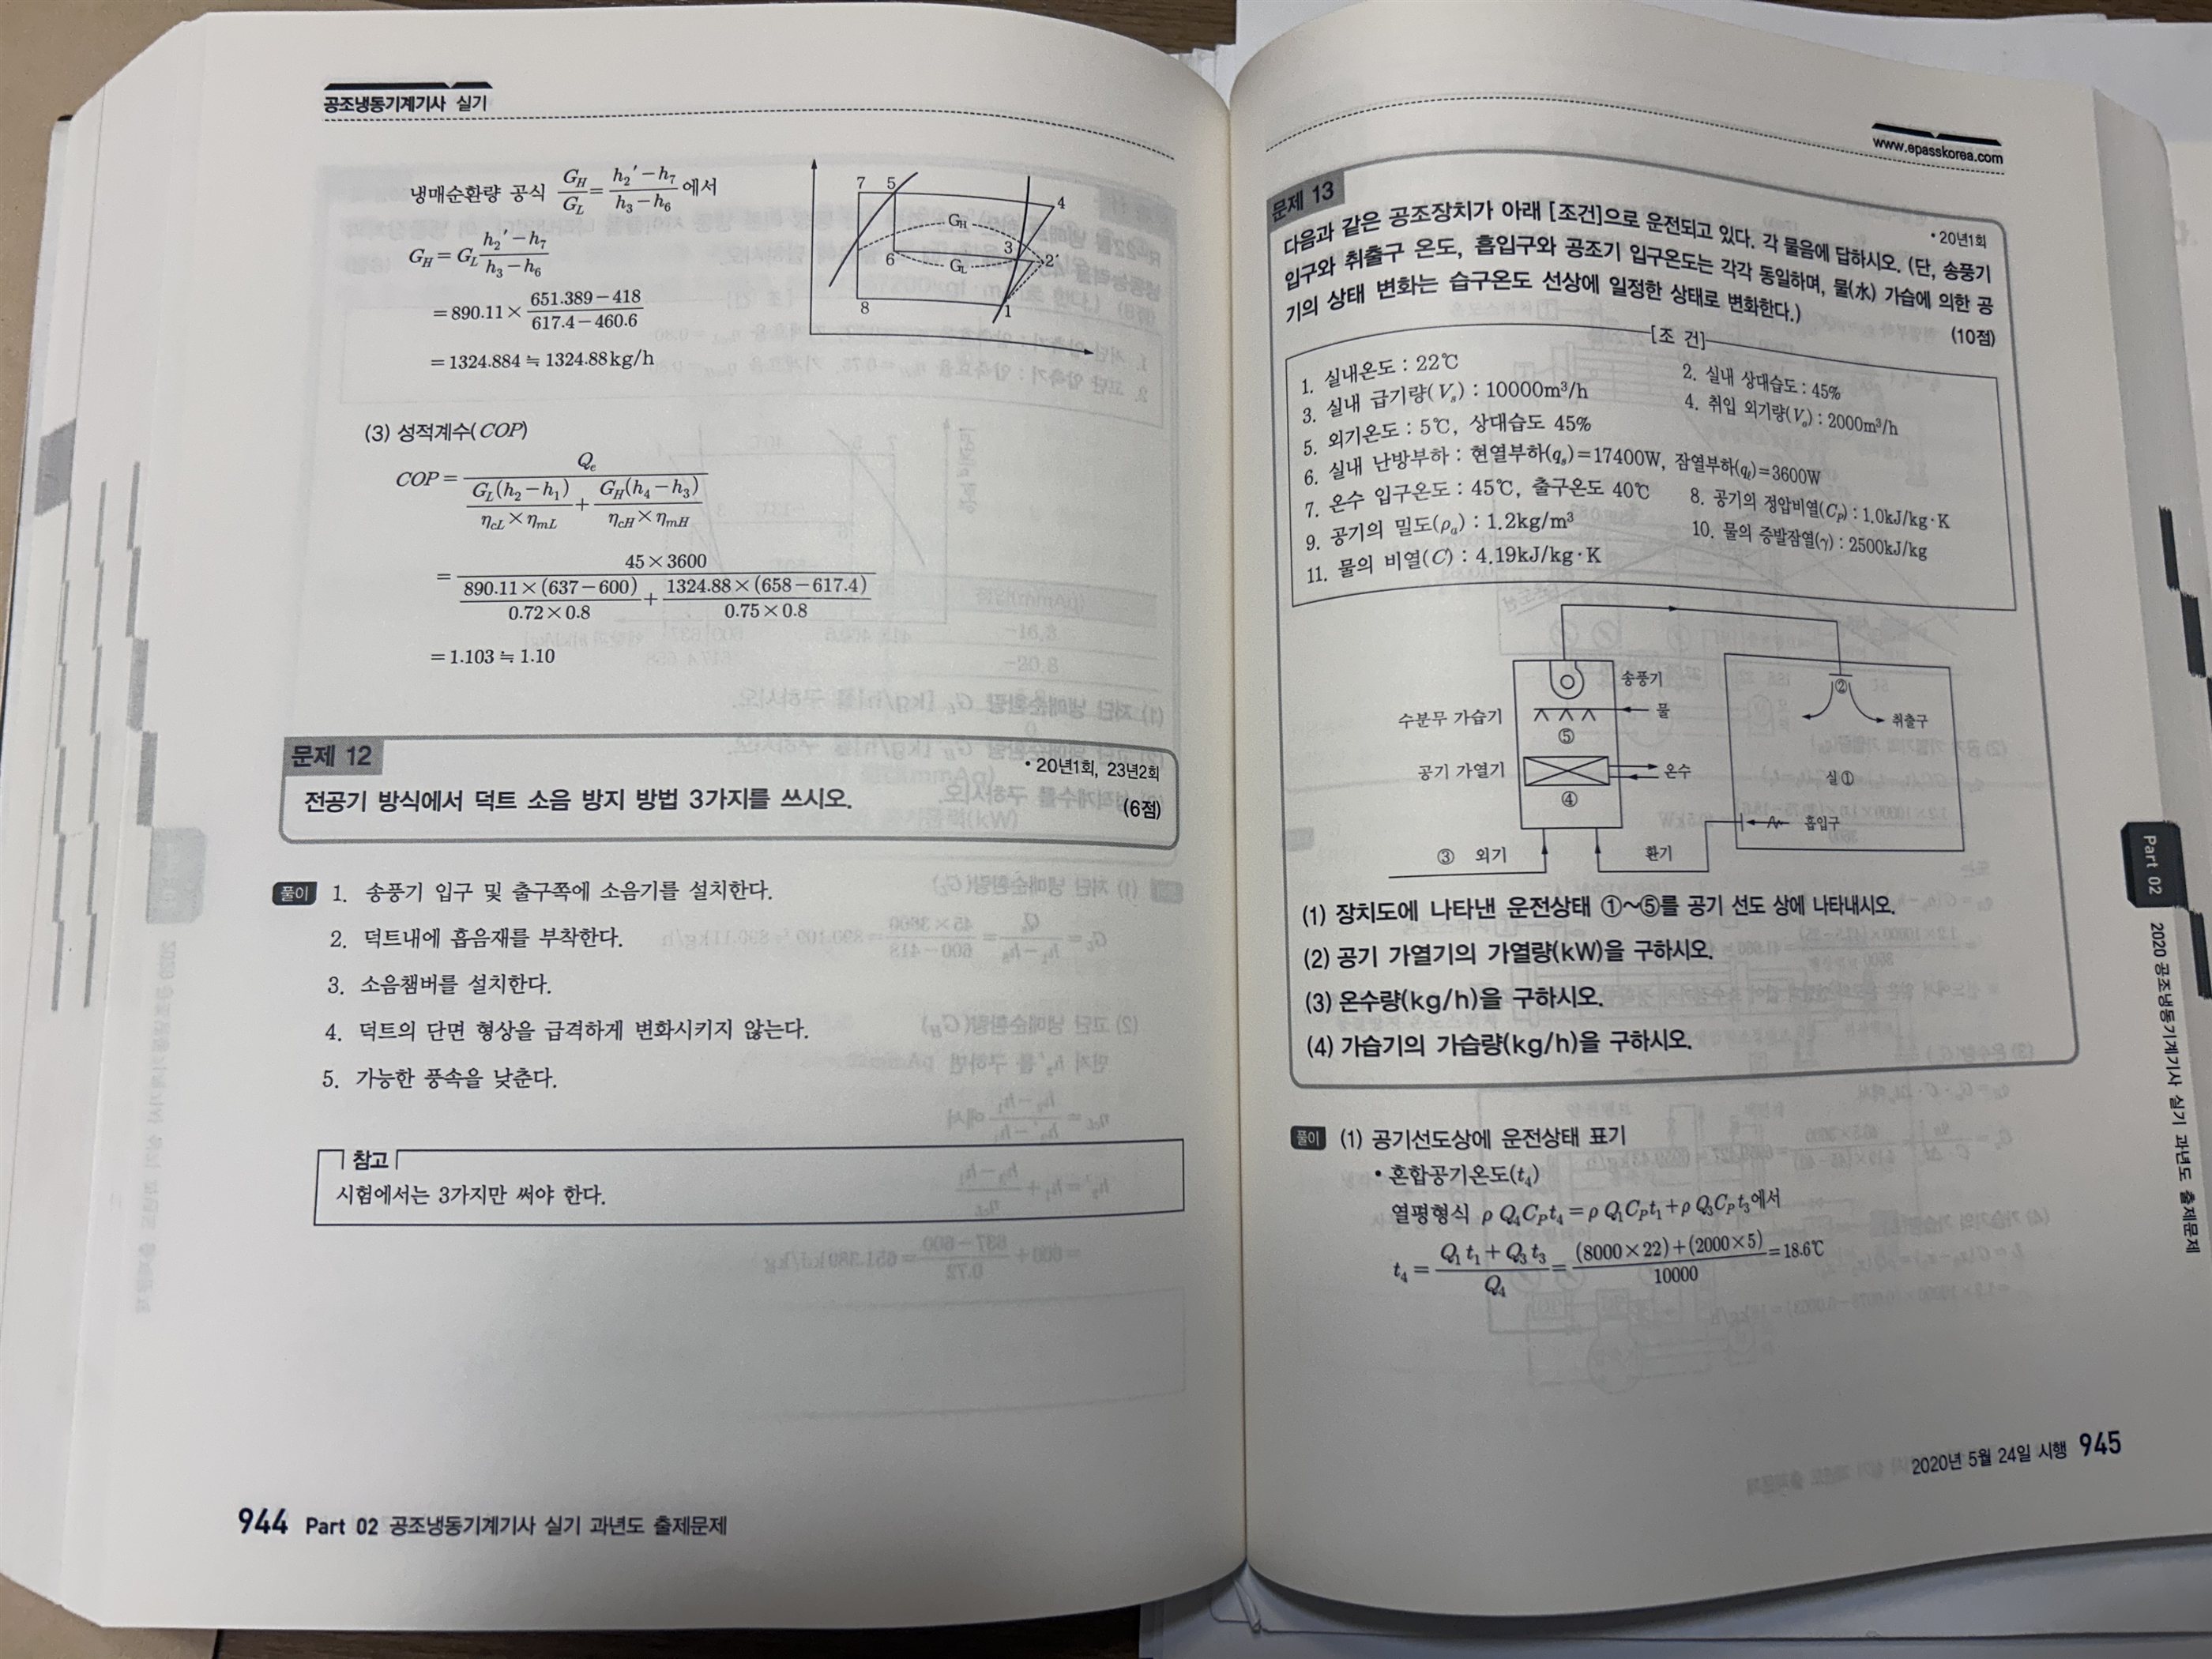 공조냉동기계기사 실기
냉매순환량 공식 G_H/G_L = (h_2′−h_7)/(h_3−h_6) 에서
G_H = G_L (h_2′−h_7)/(h_3−h_6)
= 890.11 × (651.389−418)/(617.4−460.6)
= 1324.884 ≒ 1324.88kg/h
7 5 4
G_H
3
6 G_L 2′
8 1
(3) 성적계수(COP)
COP = Q_e / (G_L(h_2−h_1)/(η_cL×η_mL) + G_H(h_4−h_3)/(η_cH×η_mH))
= 45×3600 / (890.11×(637−600)/(0.72×0.8) + 1324.88×(658−617.4)/(0.75×0.8))
= 1.103 ≒ 1.10
문제 12
• 20년1회, 23년2회
전공기 방식에서 덕트 소음 방지 방법 3가지를 쓰시오.
(6점)
풀이 1. 송풍기 입구 및 출구쪽에 소음기를 설치한다.
2. 덕트내에 흡음재를 부착한다.
3. 소음챔버를 설치한다.
4. 덕트의 단면 형상을 급격하게 변화시키지 않는다.
5. 가능한 풍속을 낮춘다.
참고
시험에서는 3가지만 써야 한다.
944 Part 02 공조냉동기계기사 실기 과년도 출제문제
www.epasskorea.com
문제 13
• 20년1회
다음과 같은 공조장치가 아래 [조건]으로 운전되고 있다. 각 물음에 답하시오. (단, 송풍기
입구와 취출구 온도, 흡입구와 공조기 입구온도는 각각 동일하며, 물(水) 가습에 의한 공
기의 상태 변화는 습구온도 선상에 일정한 상태로 변화한다.)
(10점)
[조 건]
1. 실내온도 : 22℃
2. 실내 상대습도 : 45%
3. 실내 급기량(V_s) : 10000m³/h
4. 취입 외기량(V_o) : 2000m³/h
5. 외기온도 : 5℃, 상대습도 45%
6. 실내 난방부하 : 현열부하(q_s)=17400W, 잠열부하(q_l)=3600W
7. 온수 입구온도 : 45℃, 출구온도 40℃
8. 공기의 정압비열(C_P) : 1.0kJ/kg·K
9. 공기의 밀도(ρ_a) : 1.2kg/m³
10. 물의 증발잠열(γ) : 2500kJ/kg
11. 물의 비열(C) : 4.19kJ/kg·K
송풍기
②
수분무 가습기
물
취출구
⑤
공기 가열기
온수
실 ①
④
흡입구
③ 외기
환기
(1) 장치도에 나타낸 운전상태 ①~⑤를 공기 선도 상에 나타내시오.
(2) 공기 가열기의 가열량(kW)을 구하시오.
(3) 온수량(kg/h)을 구하시오.
(4) 가습기의 가습량(kg/h)을 구하시오.
풀이 (1) 공기선도상에 운전상태 표기
• 혼합공기온도(t_4)
열평형식 ρ Q_4 C_P t_4 = ρ Q_1 C_P t_1 + ρ Q_3 C_P t_3 에서
t_4 = (Q_1 t_1 + Q_3 t_3)/Q_4 = ((8000×22)+(2000×5))/10000 = 18.6℃
Part 02
2020 공조냉동기계기사 실기 과년도 출제문제
2020년 5월 24일 시행 945